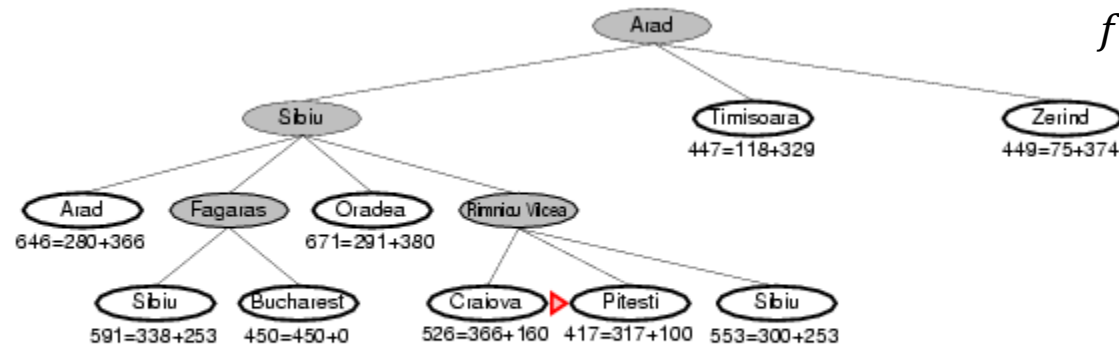 Arad
f
Sibiu
Timisoara
Zerind
447=118+329
449=75+374
Arad
Fagaras
Oradea
Rimnicu Vilcea
646=280+366
671=291+380
Sibiu
Bucharest
Craiova
Pitesti
Sibiu
591=338+253
450=450+0
526=366+160
417=317+100
553=300+253